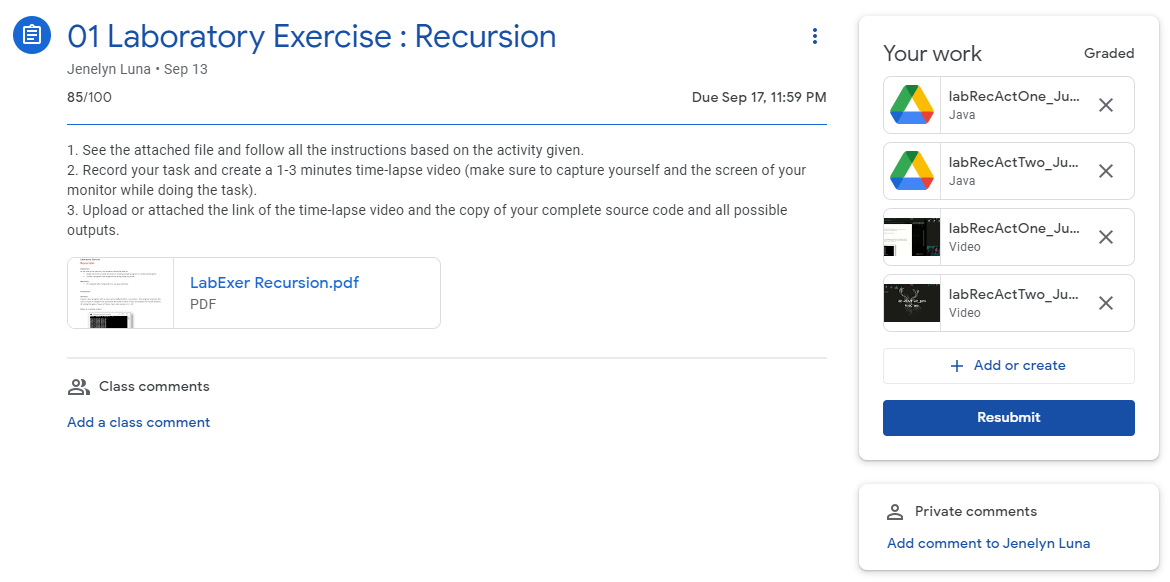 01 Laboratory Exercise : Recursion
Jenelyn Luna • Sep 13
85/100
Due Sep 17, 11:59 PM
1. See the attached file and follow all the instructions based on the activity given.
2. Record your task and create a 1-3 minutes time-lapse video (make sure to capture yourself and the screen of your
monitor while doing the task).
3. Upload or attached the link of the time-lapse video and the copy of your complete source code and all possible
outputs.
LabExer Recursion.pdf
PDF
Class comments
Add a class comment
Your work
Graded
labRecActOne_Ju...
Java
labRecActTwo_Ju...
Java
labRecActOne_Ju...
Video
labRecActTwo_Ju...
Video
Add or create
Resubmit
Private comments
Add comment to Jenelyn Luna